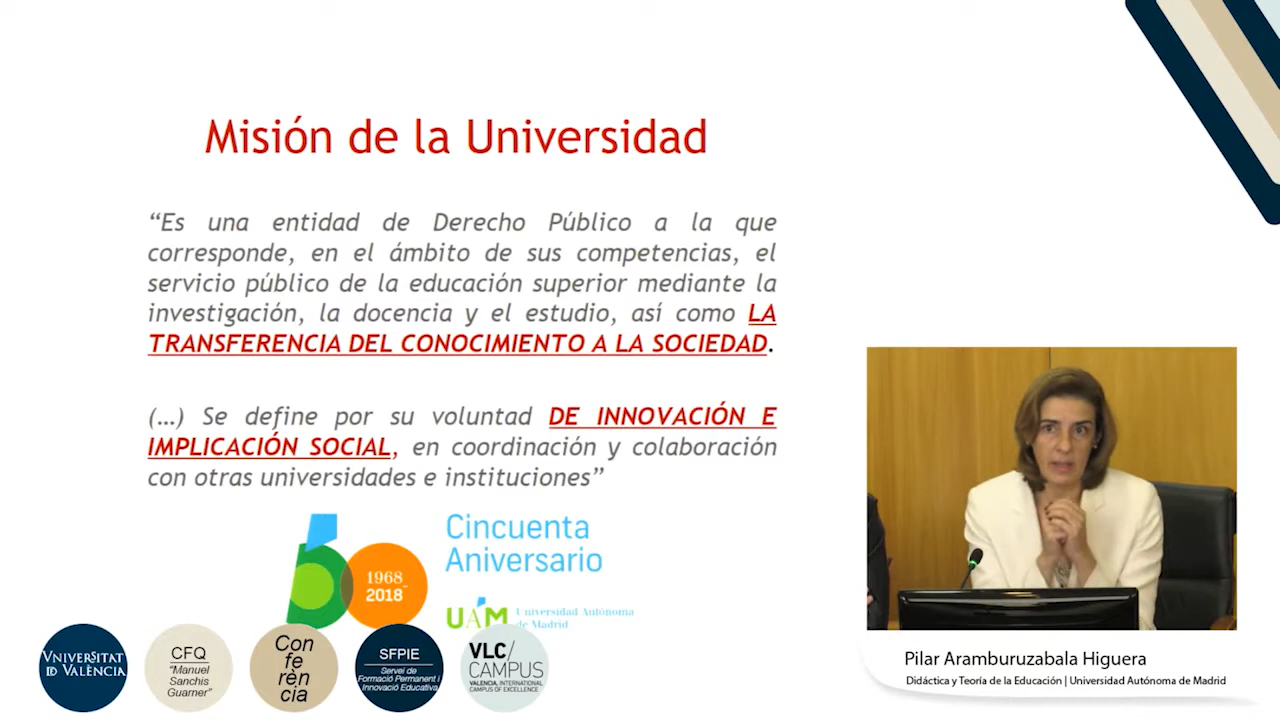 Misión de la Universidad
“Es una entidad de Derecho Público a la que
corresponde, en el ámbito de sus competencias, el
servicio público de la educación superior mediante la
investigación, la docencia y el estudio, así como LA
TRANSFERENCIA DEL CONOCIMIENTO A LA SOCIEDAD.
(…) Se define por su voluntad DE INNOVACIÓN E
IMPLICACIÓN SOCIAL, en coordinación y colaboración
con otras universidades e instituciones”
50
1968_
2018
Cincuenta
Aniversario
UAM
Universidad Autónoma
de Madrid
VNIVERSITAT
ID VALÈNCIA
CFQ
“Manuel
Sanchis
Guarner”
Con
fe
rèn
cia
SFPIE
Servei de
Formació Permanent i
Innovació Educativa
VLC/
CAMPUS
VALENCIA, INTERNATIONAL
CAMPUS OF EXCELLENCE
Pilar Aramburuzabala Higuera
Didáctica y Teoría de la Educación | Universidad Autónoma de Madrid